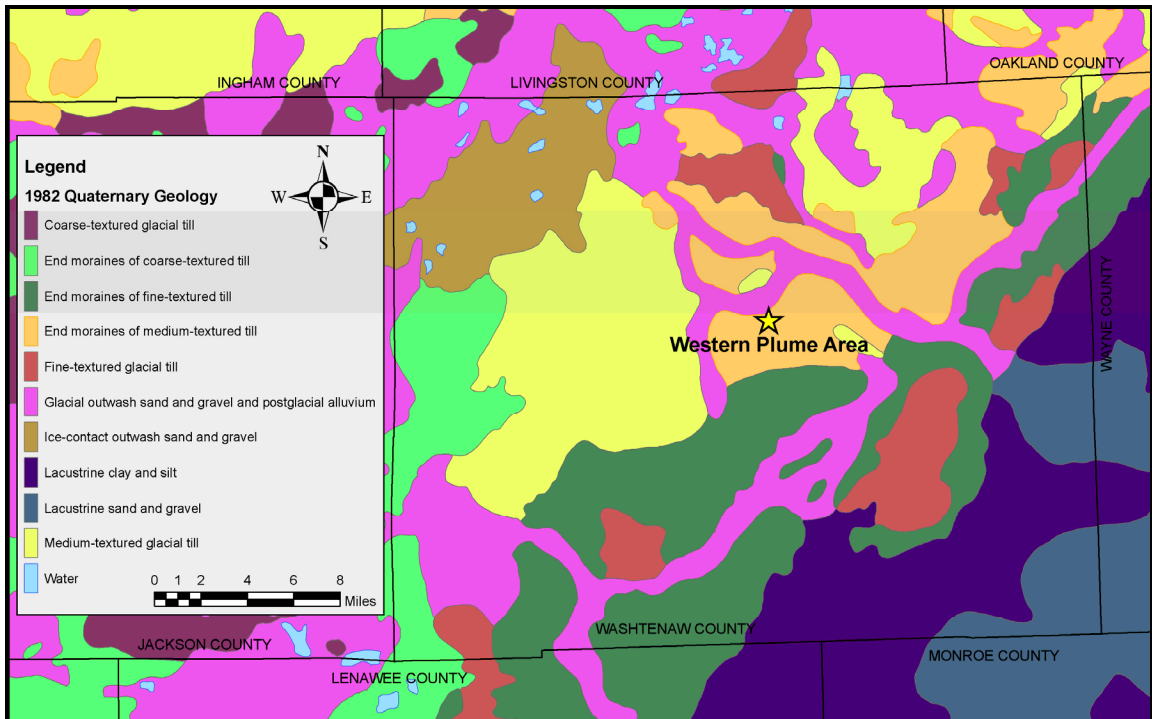 INGHAM COUNTY
LIVINGSTON COUNTY
OAKLAND COUNTY
Legend
1982 Quaternary Geology
N
W
E
S
Coarse-textured glacial till
End moraines of coarse-textured till
End moraines of fine-textured till
End moraines of medium-textured till
Fine-textured glacial till
Glacial outwash sand and gravel and postglacial alluvium
Ice-contact outwash sand and gravel
Lacustrine clay and silt
Lacustrine sand and gravel
Medium-textured glacial till
Water
0 1 2 4 6 8
Miles
WAYNE COUNTY
Western Plume Area
WASHTENAW COUNTY
JACKSON COUNTY
LENAWEE COUNTY
MONROE COUNTY